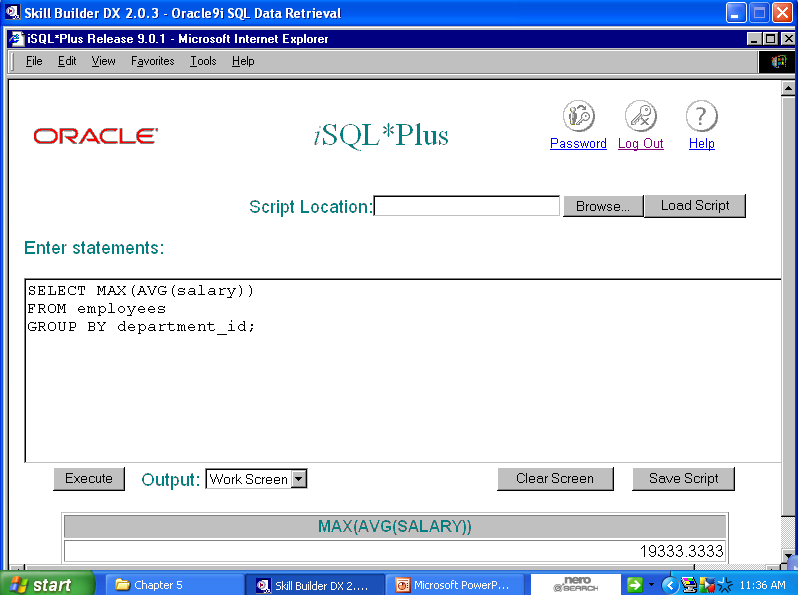 Skill Builder DX 2.0.3 - Oracle9i SQL Data Retrieval
iSQL*Plus Release 9.0.1 - Microsoft Internet Explorer
File Edit View Favorites Tools Help
ORACLE
iSQL*Plus
?
Password Log Out Help
Script Location: Browse... Load Script
Enter statements:
SELECT MAX(AVG(salary))
FROM employees
GROUP BY department_id;
Execute Output: Work Screen Clear Screen Save Script
MAX(AVG(SALARY))
19333.3333
start Chapter 5 Skill Builder DX 2.... Microsoft PowerP... nero SEARCH 11:36 AM